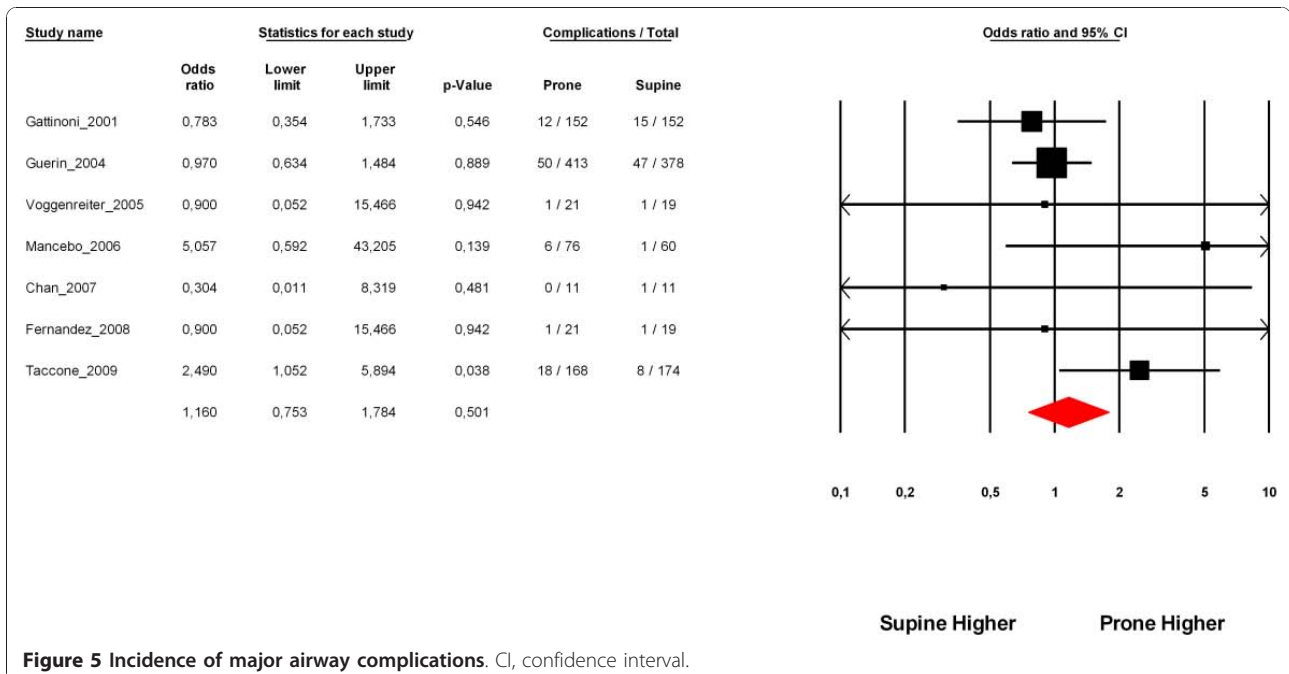 Study name Statistics for each study Complications / Total Odds ratio and 95% CI
Odds ratio Lower limit Upper limit p-Value Prone Supine
Gattinoni_2001 0,783 0,354 1,733 0,546 12 / 152 15 / 152
Guerin_2004 0,970 0,634 1,484 0,889 50 / 413 47 / 378
Voggenreiter_2005 0,900 0,052 15,466 0,942 1 / 21 1 / 19
Mancebo_2006 5,057 0,592 43,205 0,139 6 / 76 1 / 60
Chan_2007 0,304 0,011 8,319 0,481 0 / 11 1 / 11
Fernandez_2008 0,900 0,052 15,466 0,942 1 / 21 1 / 19
Taccone_2009 2,490 1,052 5,894 0,038 18 / 168 8 / 174
1,160 0,753 1,784 0,501
0,1 0,2 0,5 1 2 5 10
Supine Higher Prone Higher
Figure 5 Incidence of major airway complications. CI, confidence interval.